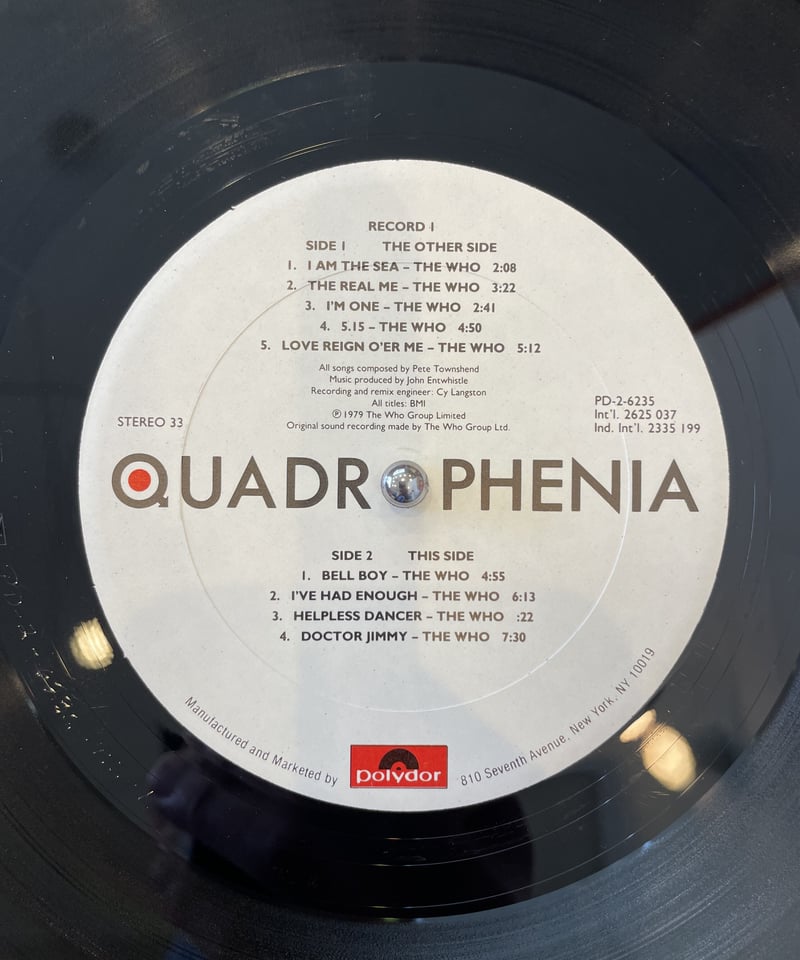 RECORD 1
SIDE 1 THE OTHER SIDE
1. I AM THE SEA – THE WHO 2:08
2. THE REAL ME – THE WHO 3:22
3. I'M ONE – THE WHO 2:41
4. 5.15 – THE WHO 4:50
5. LOVE REIGN O'ER ME – THE WHO 5:12
All songs composed by Pete Townshend
Music produced by John Entwhistle
Recording and remix engineer: Cy Langston
All titles: BMI
℗ 1979 The Who Group Limited
Original sound recording made by The Who Group Ltd.
STEREO 33
PD-2-6235
Int'l. 2625 037
Ind. Int'l. 2335 199
QUADROPHENIA
SIDE 2 THIS SIDE
1. BELL BOY – THE WHO 4:55
2. I'VE HAD ENOUGH – THE WHO 6:13
3. HELPLESS DANCER – THE WHO :22
4. DOCTOR JIMMY – THE WHO 7:30
Manufactured and Marketed by
polydor
810 Seventh Avenue, New York, NY 10019